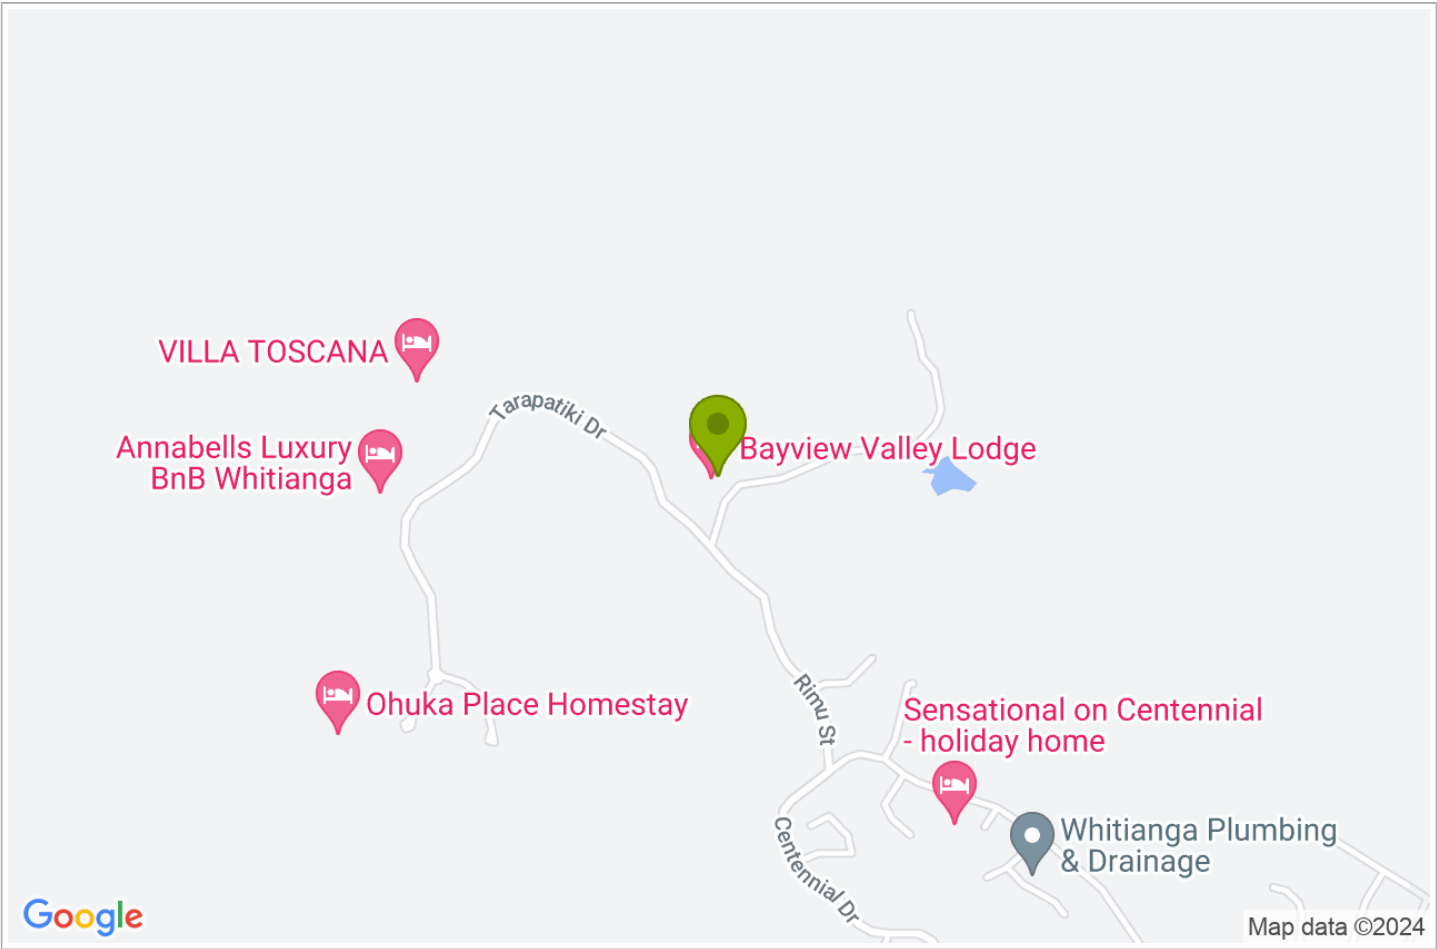 VILLA TOSCANA
Tarapatiki Dr
Annabells Luxury
BnB Whitianga
Bayview Valley Lodge
Ohuka Place Homestay
Rimu St
Sensational on Centennial
- holiday home
Centennial Dr
Whitianga Plumbing
& Drainage
Google
Map data ©2024